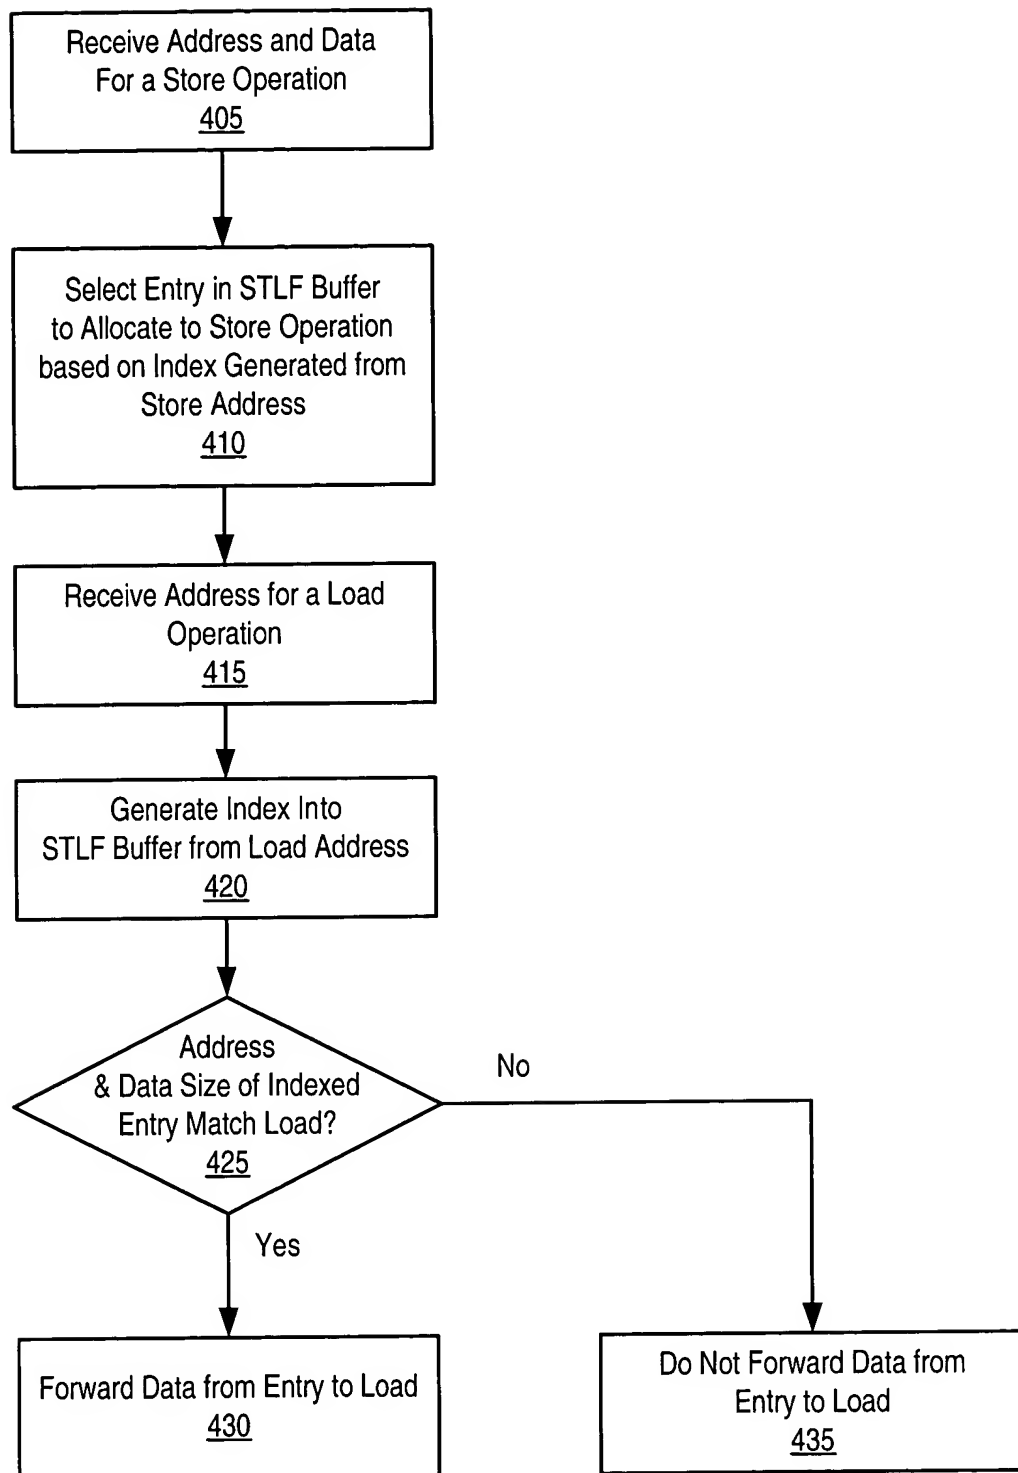 Receive Address and Data
For a Store Operation
405
Select Entry in STLF Buffer
to Allocate to Store Operation
based on Index Generated from
Store Address
410
Receive Address for a Load
Operation
415
Generate Index Into
STLF Buffer from Load Address
420
Address
& Data Size of Indexed
Entry Match Load?
425
No
Yes
Forward Data from Entry to Load
430
Do Not Forward Data from
Entry to Load
435